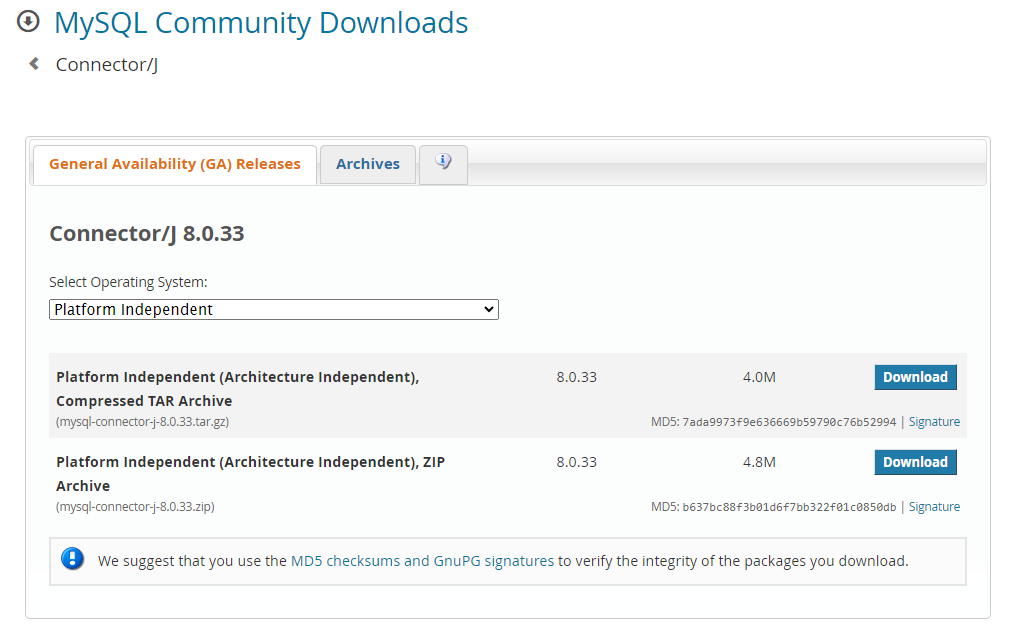 MySQL Community Downloads
Connector/J
General Availability (GA) Releases
Archives
Connector/J 8.0.33
Select Operating System:
Platform Independent
Platform Independent (Architecture Independent), 8.0.33 4.0M Download
Compressed TAR Archive
(mysql-connector-j-8.0.33.tar.gz) MD5: 7ada9973f9e636669b59790c76b52994 | Signature
Platform Independent (Architecture Independent), ZIP 8.0.33 4.8M Download
Archive
(mysql-connector-j-8.0.33.zip) MD5: b637bc88f3b01d6f7bb322f01c0850db | Signature
We suggest that you use the MD5 checksums and GnuPG signatures to verify the integrity of the packages you download.